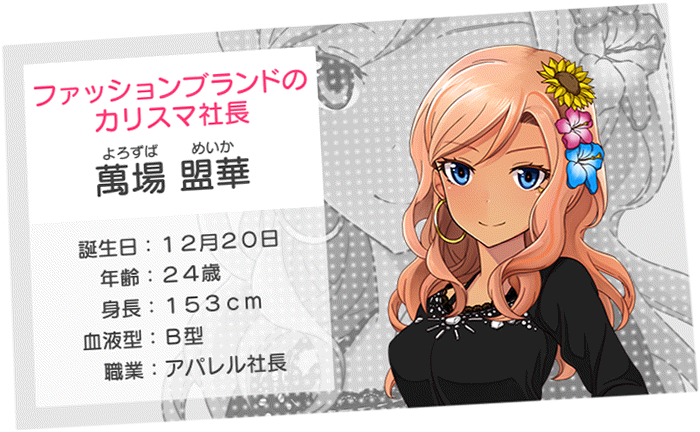 ファッションブランドの
カリスマ社長
よろずば めいか
萬場 盟華
誕生日：１２月２０日
年齢：２４歳
身長：１５３ｃｍ
血液型：Ｂ型
職業：アパレル社長